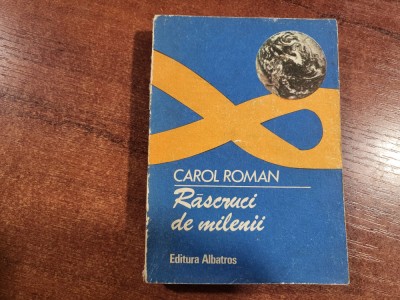 CAROL ROMAN
Răscruci
de milenii
Editura Albatros